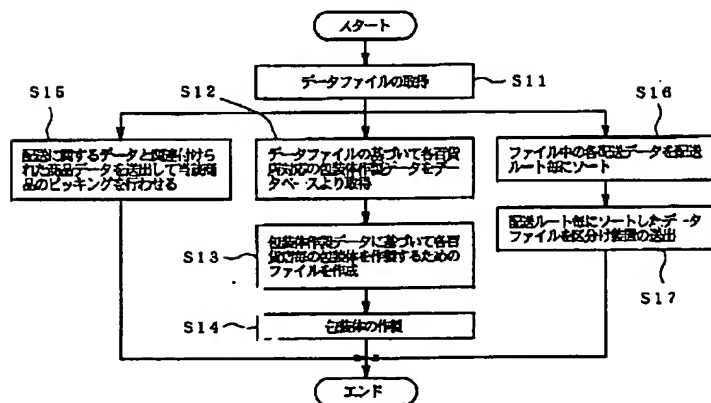 スタート
データファイルの取得
S11
S15
S12
S16
配送に関するデータと関連付けられ
た商品データを送出して当該商
品のピッキングを行わせる
データファイルの基づいて各百貨
店対応の包装体作製データをデー
タベースより取得
ファイル中の各配送データを配送
ルート毎にソート
S13
包装体作製データに基づいて各百
貨店毎の包装体を作製するための
ファイルを作成
配送ルート毎にソートしたデータ
ファイルを区分け装置の送出
S17
S14
包装体の作製
エンド